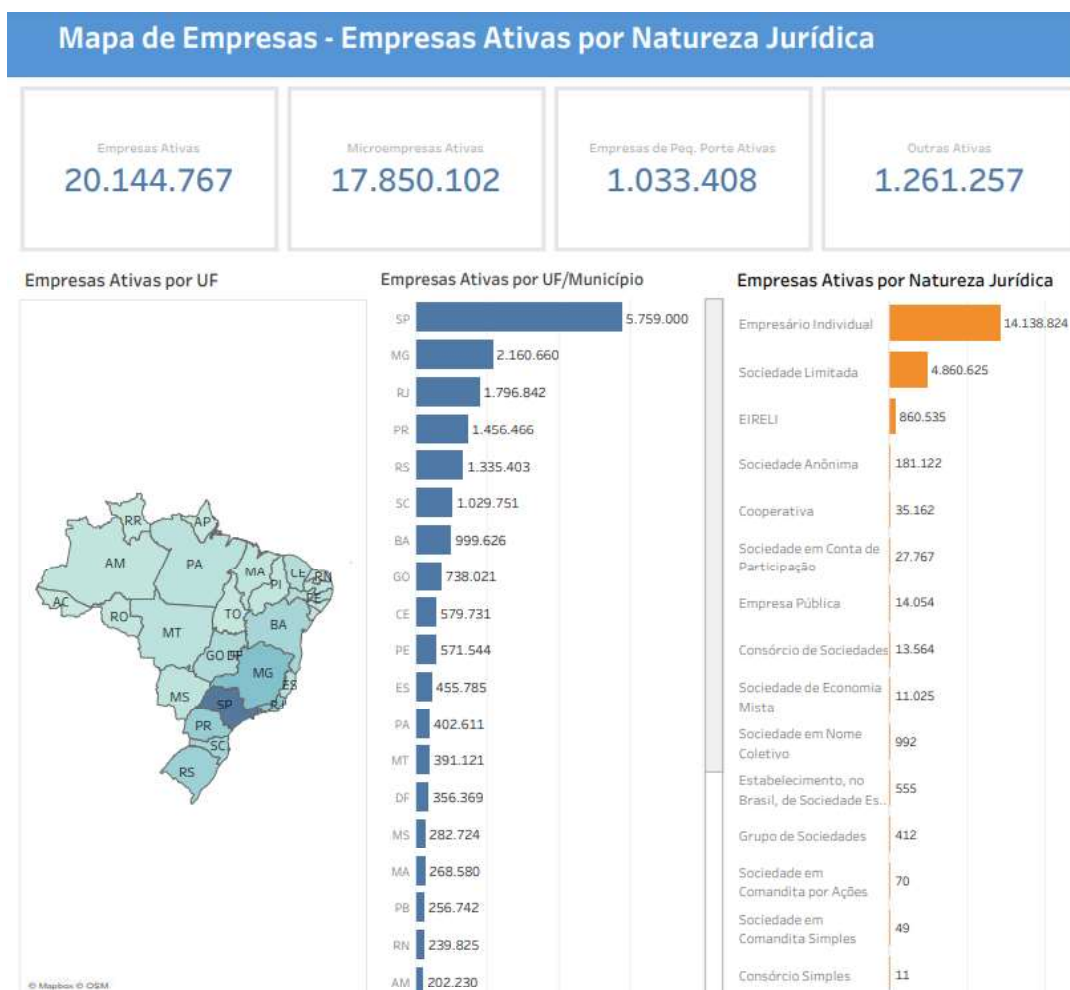 Mapa de Empresas - Empresas Ativas por Natureza Jurídica
Empresas Ativas
20.144.767
Microempresas Ativas
17.850.102
Empresas de Peq. Porte Ativas
1.033.408
Outras Ativas
1.261.257
Empresas Ativas por UF
RR
AP
AM
PA
MA
CE
RN
PI
PE
AC
RO
TO
BA
MT
GO
DF
MG
ES
MS
SP
RJ
PR
SC
RS
© Mapbox © OSM
Empresas Ativas por UF/Município
SP 5.759.000
MG 2.160.660
RJ 1.796.842
PR 1.456.466
RS 1.335.403
SC 1.029.751
BA 999.626
GO 738.021
CE 579.731
PE 571.544
ES 455.785
PA 402.611
MT 391.121
DF 356.369
MS 282.724
MA 268.580
PB 256.742
RN 239.825
AM 202.230
Empresas Ativas por Natureza Jurídica
Empresário Individual 14.138.824
Sociedade Limitada 4.860.625
EIRELI 860.535
Sociedade Anônima 181.122
Cooperativa 35.162
Sociedade em Conta de
Participação 27.767
Empresa Pública 14.054
Consórcio de Sociedades 13.564
Sociedade de Economia
Mista 11.025
Sociedade em Nome
Coletivo 992
Estabelecimento, no
Brasil, de Sociedade Es.. 555
Grupo de Sociedades 412
Sociedade em
Comandita por Ações 70
Sociedade em
Comandita Simples 49
Consórcio Simples 11